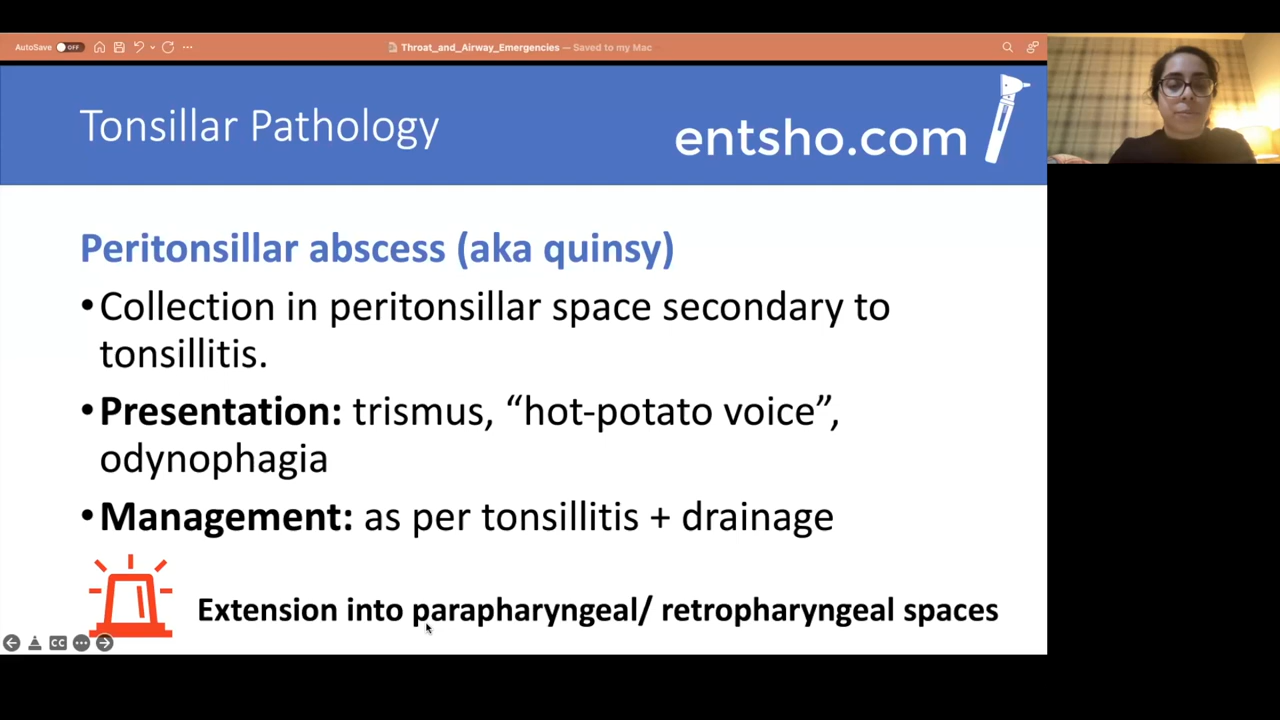 AutoSave OFF
Throat_and_Airway_Emergencies — Saved to my Mac
Tonsillar Pathology
entsho.com
Peritonsillar abscess (aka quinsy)
•Collection in peritonsillar space secondary to
tonsillitis.
•Presentation: trismus, “hot-potato voice”,
odynophagia
•Management: as per tonsillitis + drainage
Extension into parapharyngeal/ retropharyngeal spaces
CC